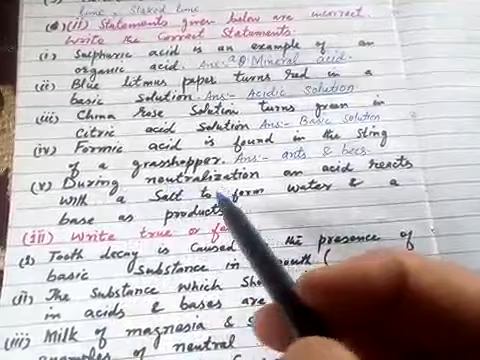 lime - Slaked lime
(ii) Statements given below are incorrect.
Write the Correct Statements:
(i) Sulphuric acid is an example of an
organic acid. Ans:- Mineral acid.
(ii) Blue litmus paper turns red in a
basic solution. Ans:- Acidic solution
(iii) China rose Solution turns green in
Citric acid Solution Ans:- Basic solution
(iv) Formic acid is found in the Sting
of a grasshopper. Ans:- ants & bees.
(v) During neutralization an acid reacts
with a Salt to form water & a
base as products
(iii) Write true or
(i) Tooth decay is Caused the presence of
basic Substance in
(ii) The Substance which
in acids & bases are
(iii) Milk of magnesia &
examples of neutral